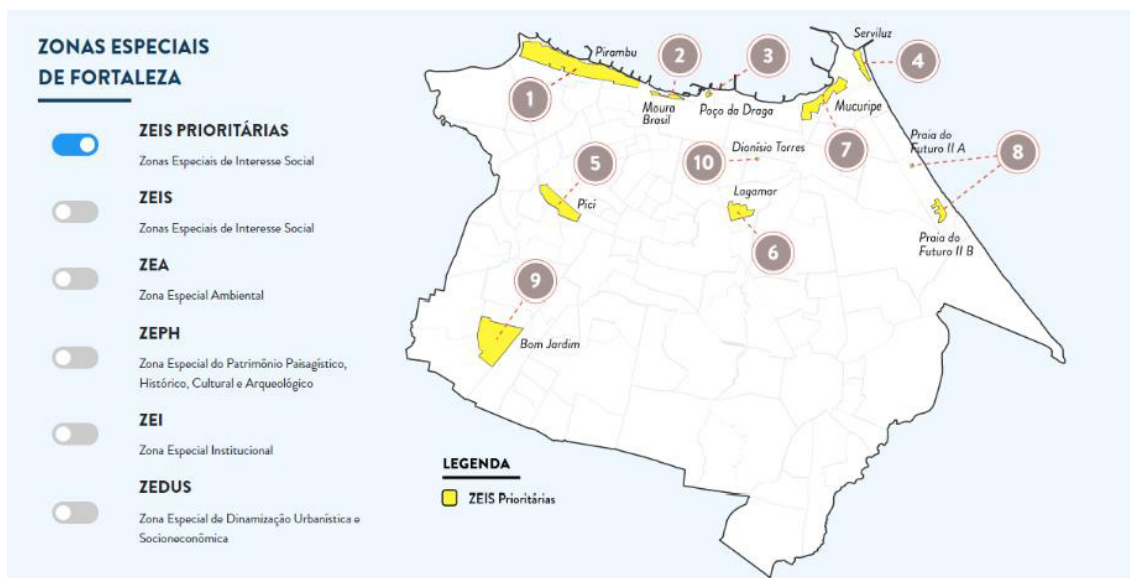 ZONAS ESPECIAIS
DE FORTALEZA
ZEIS PRIORITÁRIAS
Zonas Especiais de Interesse Social
ZEIS
Zonas Especiais de Interesse Social
ZEA
Zona Especial Ambiental
ZEPH
Zona Especial do Patrimônio Paisagístico,
Histórico, Cultural e Arqueológico
ZEI
Zona Especial Institucional
ZEDUS
Zona Especial de Dinamização Urbanística e
Socioneconômica
Pirambu
1
2
Moura
Brasil
3
Poço da Draga
Serviluz
4
Mucuripe
7
Dionísio Torres
10
Praia do
Futuro II A
8
Praia do
Futuro II B
5
Pici
Lagamar
6
9
Bom Jardim
LEGENDA
ZEIS Prioritárias